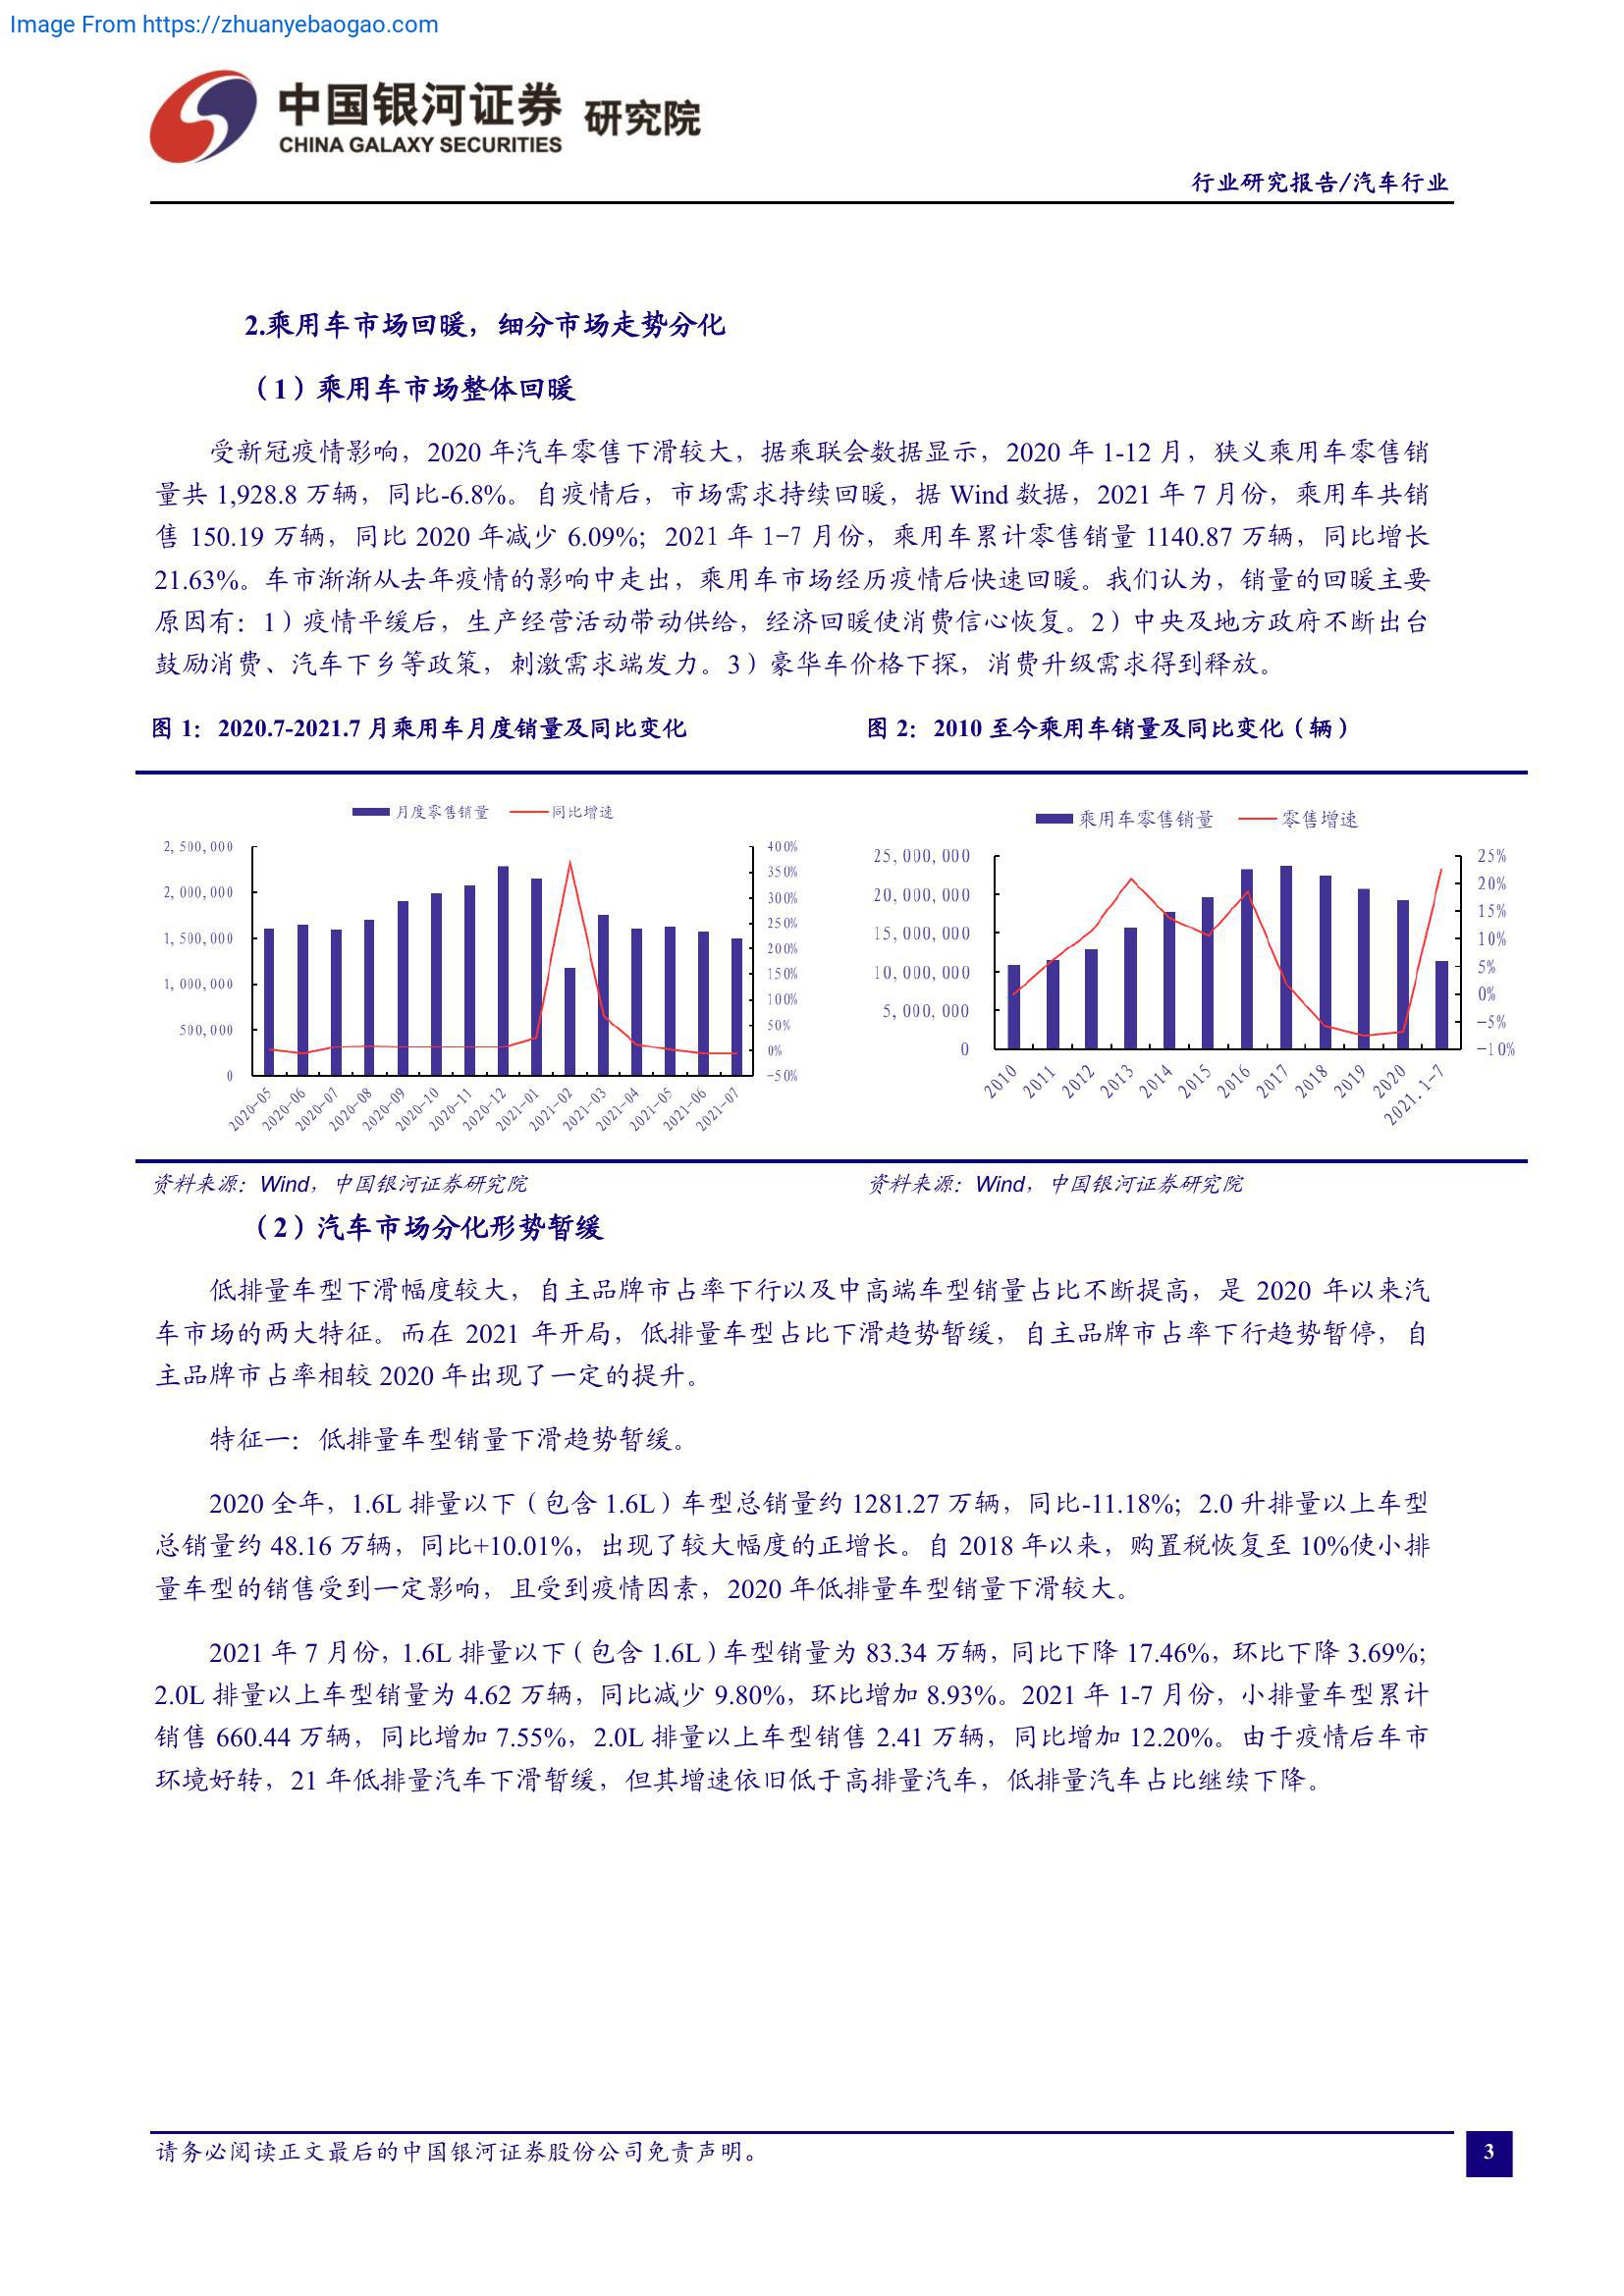 Image From https://zhuanyebaogao.com
中国银河证券 研究院
CHINA GALAXY SECURITIES
行业研究报告/汽车行业
2.乘用车市场回暖，细分市场走势分化
（1）乘用车市场整体回暖
受新冠疫情影响，2020 年汽车零售下滑较大，据乘联会数据显示，2020 年 1-12 月，狭义乘用车零售销
量共 1,928.8 万辆，同比-6.8%。自疫情后，市场需求持续回暖，据 Wind 数据，2021 年 7 月份，乘用车共销
售 150.19 万辆，同比 2020 年减少 6.09%；2021 年 1-7 月份，乘用车累计零售销量 1140.87 万辆，同比增长
21.63%。车市渐渐从去年疫情的影响中走出，乘用车市场经历疫情后快速回暖。我们认为，销量的回暖主要
原因有：1）疫情平缓后，生产经营活动带动供给，经济回暖使消费信心恢复。2）中央及地方政府不断出台
鼓励消费、汽车下乡等政策，刺激需求端发力。3）豪华车价格下探，消费升级需求得到释放。
图 1：2020.7-2021.7 月乘用车月度销量及同比变化
月度零售销量 同比增速
2,500,000
2,000,000
1,500,000
1,000,000
500,000
0
400%
350%
300%
250%
200%
150%
100%
50%
0%
-50%
2020-05 2020-06 2020-07 2020-08 2020-09 2020-10 2020-11 2020-12 2021-01 2021-02 2021-03 2021-04 2021-05 2021-06 2021-07
资料来源：Wind，中国银河证券研究院
图 2：2010 至今乘用车销量及同比变化（辆）
乘用车零售销量 零售增速
25,000,000
20,000,000
15,000,000
10,000,000
5,000,000
0
25%
20%
15%
10%
5%
0%
-5%
-10%
2010 2011 2012 2013 2014 2015 2016 2017 2018 2019 2020 2021.1-7
资料来源：Wind，中国银河证券研究院
（2）汽车市场分化形势暂缓
低排量车型下滑幅度较大，自主品牌市占率下行以及中高端车型销量占比不断提高，是 2020 年以来汽
车市场的两大特征。而在 2021 年开局，低排量车型占比下滑趋势暂缓，自主品牌市占率下行趋势暂停，自
主品牌市占率相较 2020 年出现了一定的提升。
特征一：低排量车型销量下滑趋势暂缓。
2020 全年，1.6L 排量以下（包含 1.6L）车型总销量约 1281.27 万辆，同比-11.18%；2.0 升排量以上车型
总销量约 48.16 万辆，同比+10.01%，出现了较大幅度的正增长。自 2018 年以来，购置税恢复至 10%使小排
量车型的销售受到一定影响，且受到疫情因素，2020 年低排量车型销量下滑较大。
2021 年 7 月份，1.6L 排量以下（包含 1.6L）车型销量为 83.34 万辆，同比下降 17.46%，环比下降 3.69%；
2.0L 排量以上车型销量为 4.62 万辆，同比减少 9.80%，环比增加 8.93%。2021 年 1-7 月份，小排量车型累计
销售 660.44 万辆，同比增加 7.55%，2.0L 排量以上车型销售 2.41 万辆，同比增加 12.20%。由于疫情后车市
环境好转，21 年低排量汽车下滑暂缓，但其增速依旧低于高排量汽车，低排量汽车占比继续下降。
请务必阅读正文最后的中国银河证券股份公司免责声明。
3